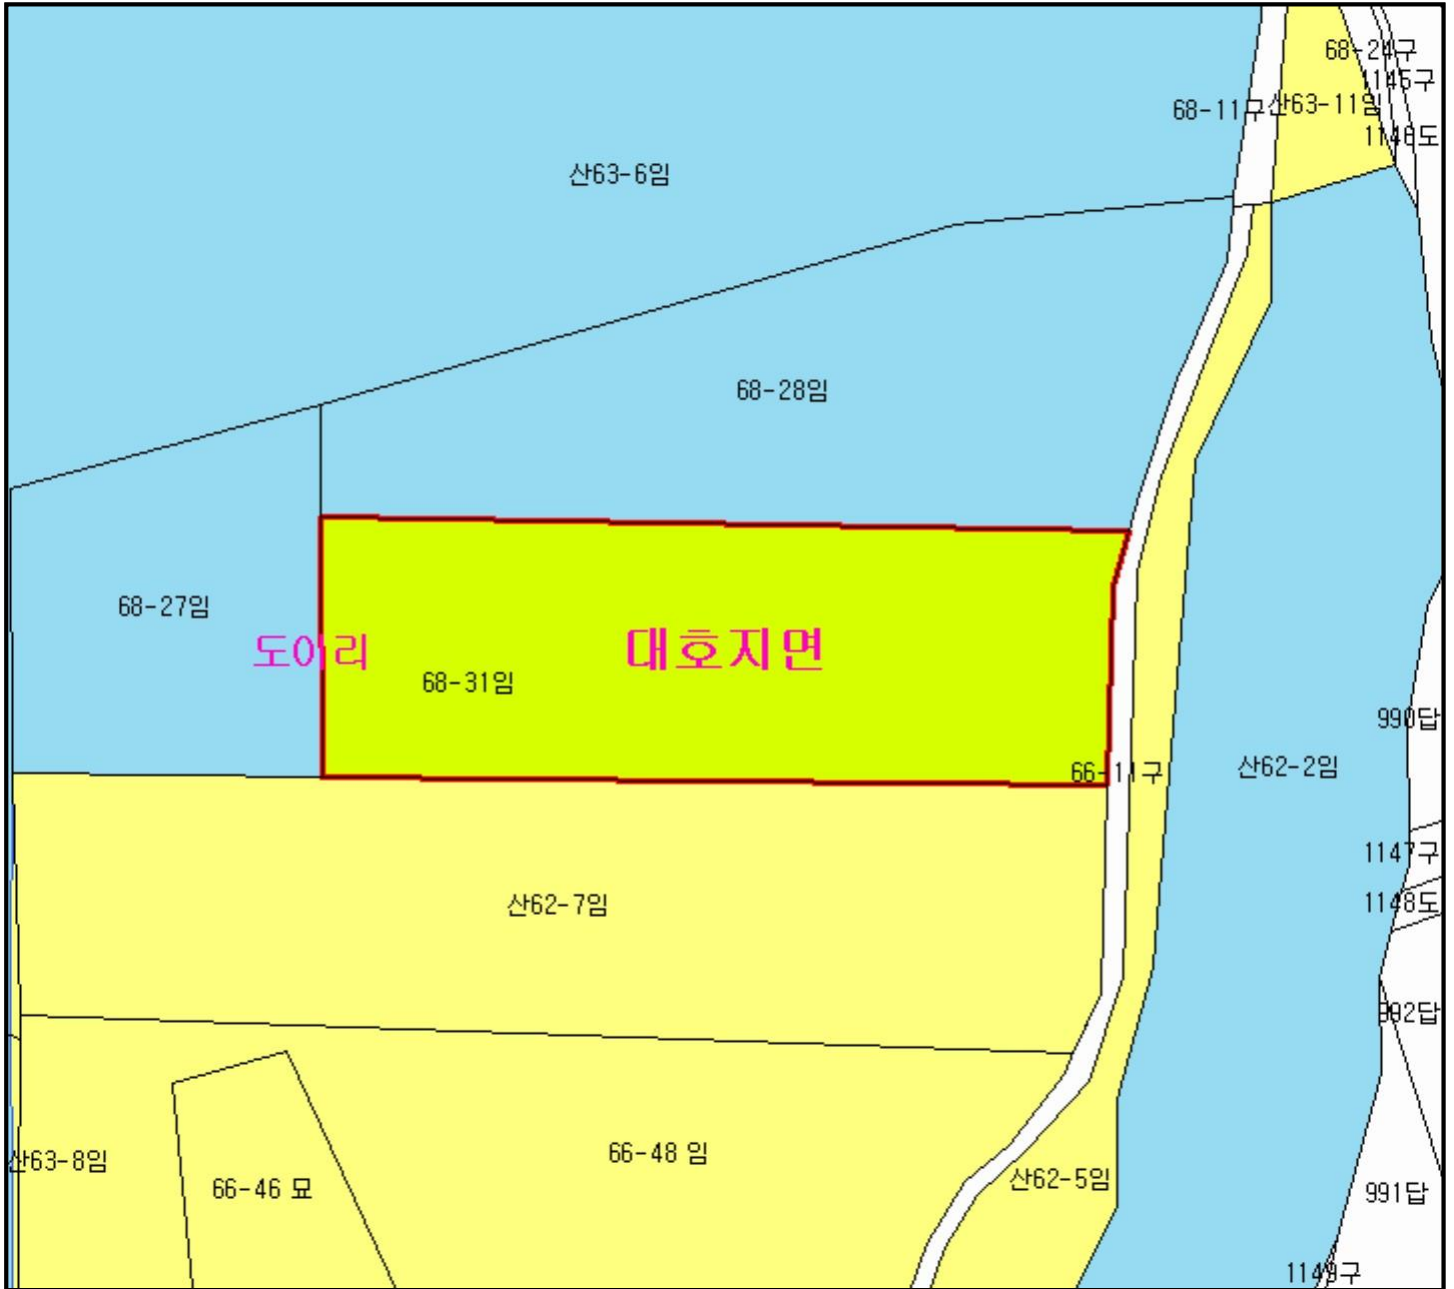 68-24구
1145구
68-11구
산63-11임
1146도
산63-6임
68-28임
68-27임
도이리
대호지면
68-31임
990답
66-11구
산62-2임
1147구
1148도
산62-7임
992답
산63-8임
66-48 임
66-46 묘
산62-5임
991답
1149구